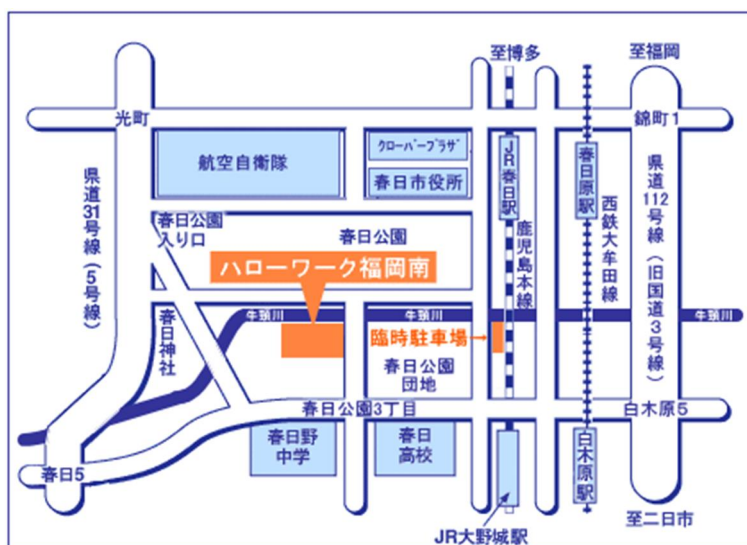 至博多
至福岡
光町
錦町1
クローバープラザ
航空自衛隊
春日市役所
JR春日駅
春日原駅
県道31号線(5号線)
県道112号線(旧国道3号線)
西鉄大牟田線
鹿児島本線
春日公園
入り口
春日公園
ハローワーク福岡南
牛頸川
牛頸川
牛頸川
臨時駐車場→
春日神社
春日公園
団地
春日公園3丁目
白木原5
春日野
中学
春日
高校
白木原駅
春日5
至二日市
JR大野城駅